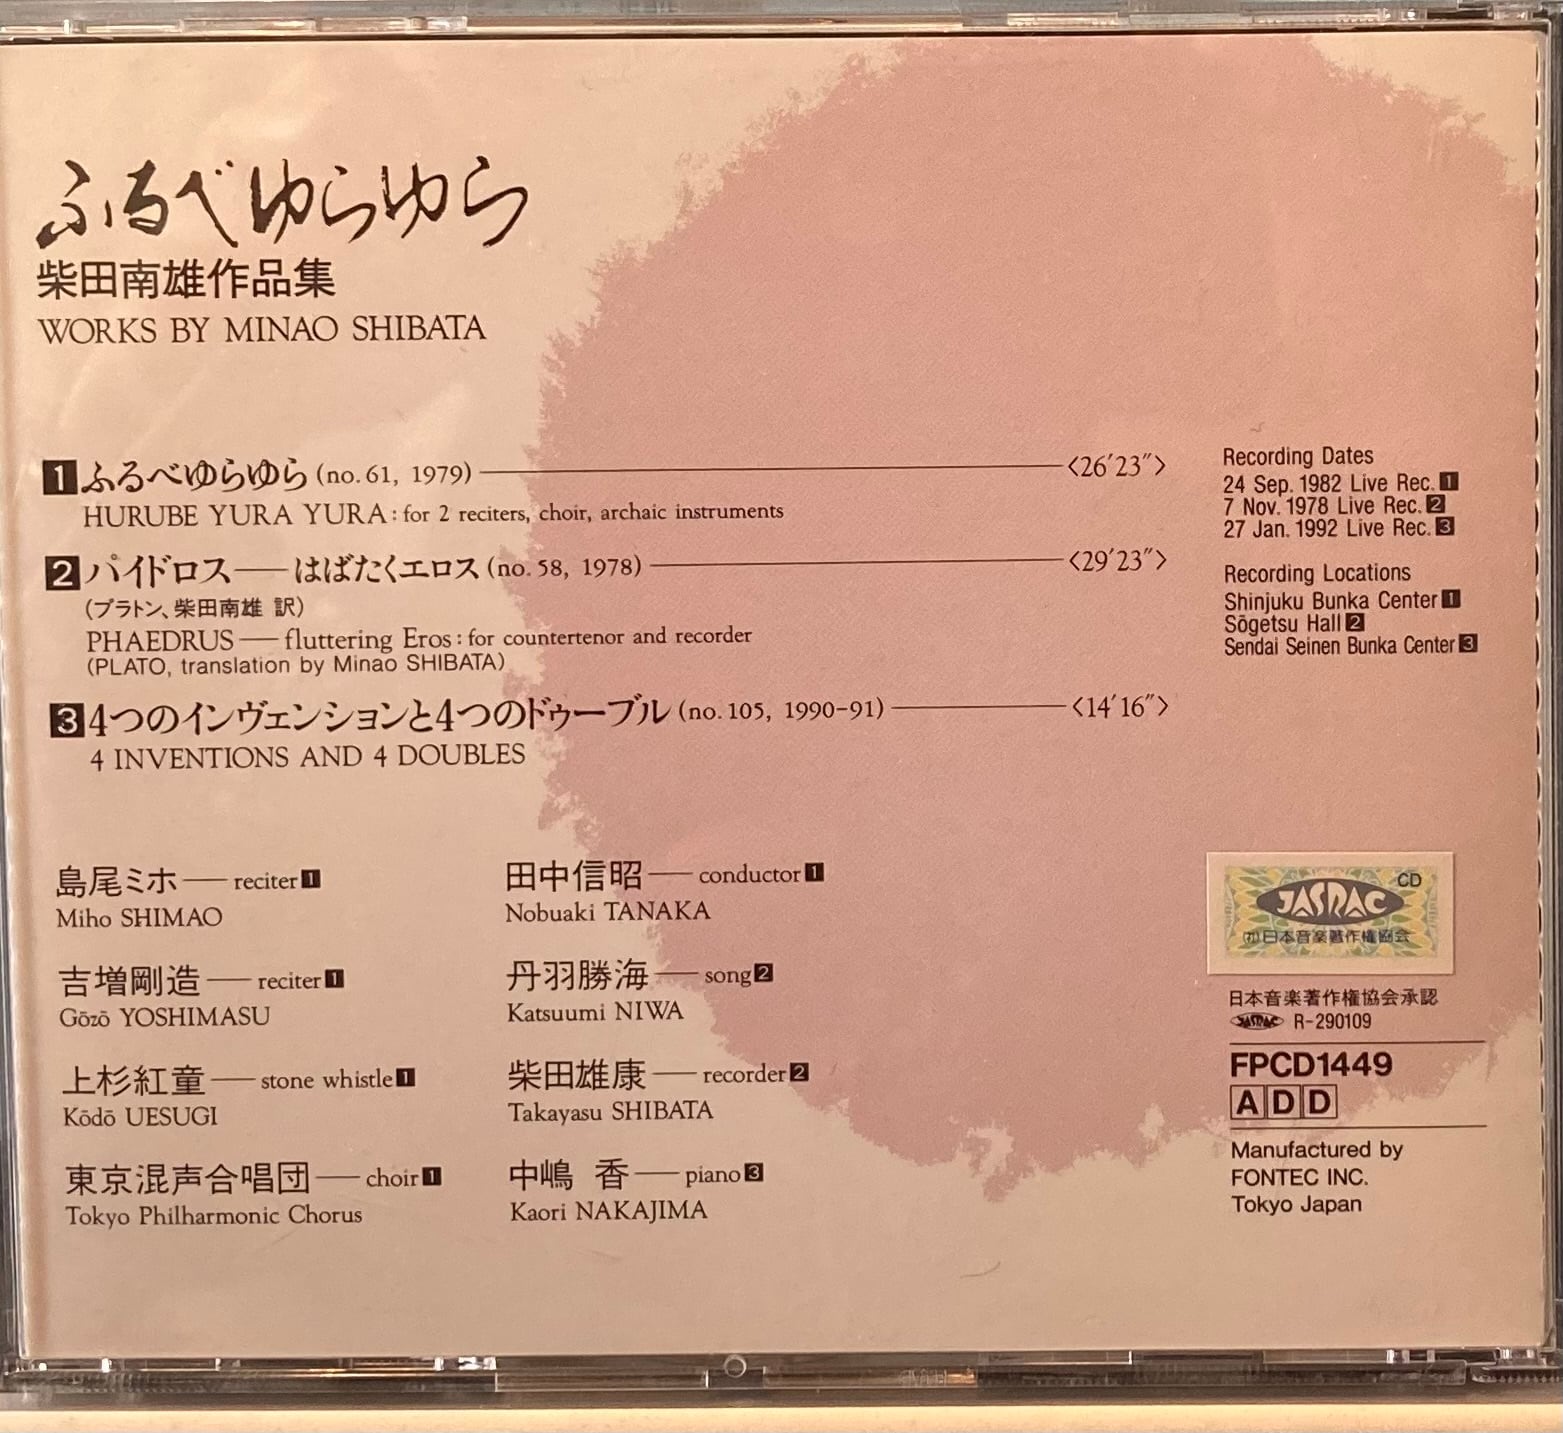 ふるべゆらゆら
柴田南雄作品集
WORKS BY MINAO SHIBATA
1 ふるべゆらゆら (no. 61, 1979) 〈26′23″〉
HURUBE YURA YURA : for 2 reciters, choir, archaic instruments
2 パイドロス——はばたくエロス (no. 58, 1978) 〈29′23″〉
(プラトン、柴田南雄 訳)
PHAEDRUS — fluttering Eros : for countertenor and recorder
(PLATO, translation by Minao SHIBATA)
3 4つのインヴェンションと4つのドゥーブル (no. 105, 1990-91) 〈14′16″〉
4 INVENTIONS AND 4 DOUBLES
Recording Dates
24 Sep. 1982 Live Rec. 1
7 Nov. 1978 Live Rec. 2
27 Jan. 1992 Live Rec. 3
Recording Locations
Shinjuku Bunka Center 1
Sōgetsu Hall 2
Sendai Seinen Bunka Center 3
島尾ミホ — reciter 1
Miho SHIMAO
吉増剛造 — reciter 1
Gōzō YOSHIMASU
上杉紅童 — stone whistle 1
Kōdō UESUGI
東京混声合唱団 — choir 1
Tokyo Philharmonic Chorus
田中信昭 — conductor 1
Nobuaki TANAKA
丹羽勝海 — song 2
Katsuumi NIWA
柴田雄康 — recorder 2
Takayasu SHIBATA
中嶋 香 — piano 3
Kaori NAKAJIMA
CD
JASRAC
(社)日本音楽著作権協会
日本音楽著作権協会承認
JASRAC R-290109
FPCD1449
A D D
Manufactured by
FONTEC INC.
Tokyo Japan